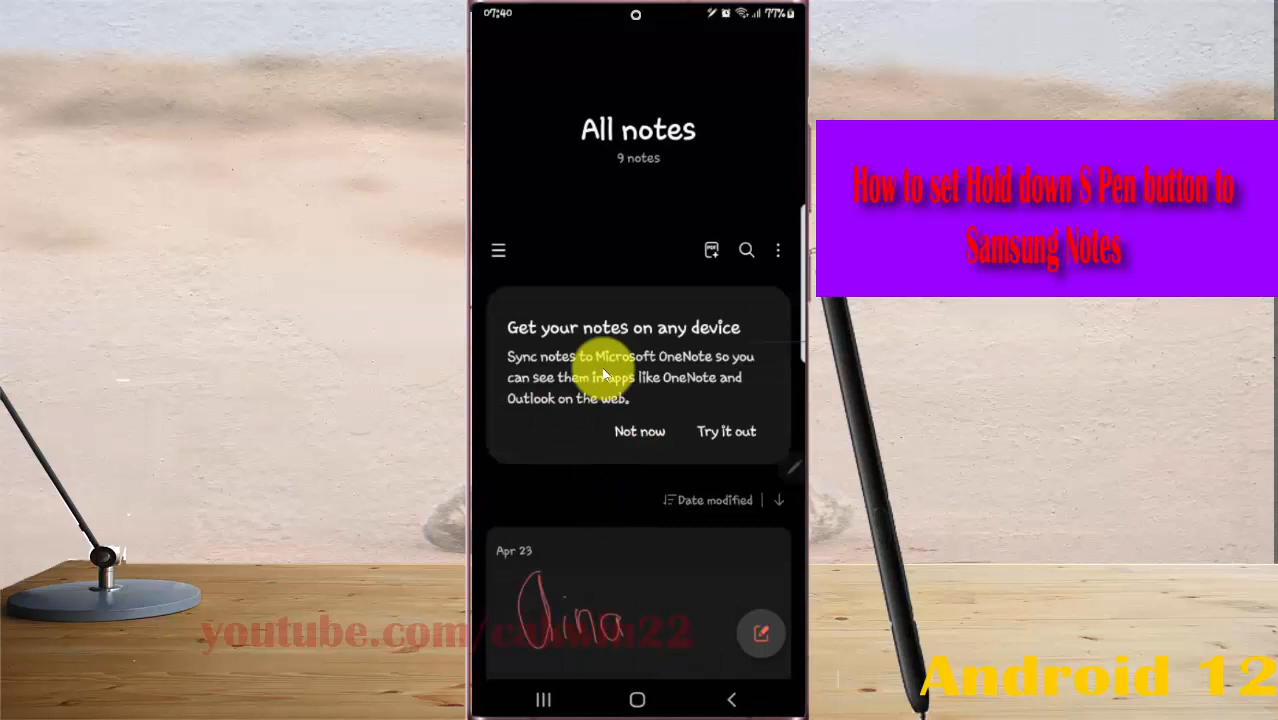 07:40
77%
All notes
9 notes
PDF
Get your notes on any device
Sync notes to Microsoft OneNote so you
can see them in apps like OneNote and
Outlook on the web.
Not now Try it out
Date modified
Apr 23
How to set Hold down S Pen button to
Samsung Notes
Android 12